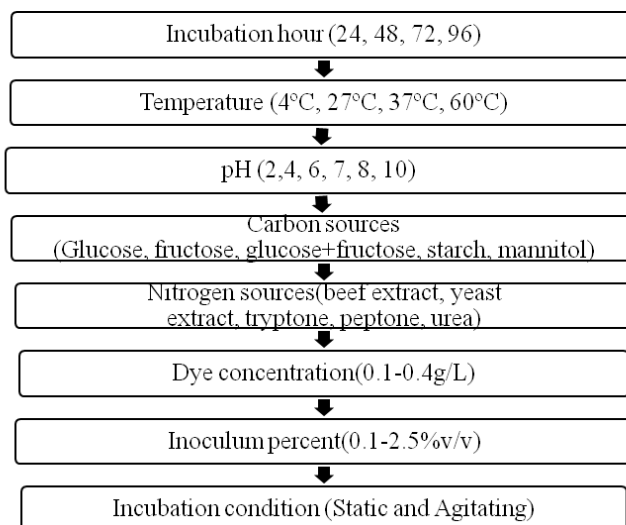 Incubation hour (24, 48, 72, 96)
Temperature (4°C, 27°C, 37°C, 60°C)
pH (2,4, 6, 7, 8, 10)
Carbon sources
(Glucose, fructose, glucose+fructose, starch, mannitol)
Nitrogen sources(beef extract, yeast
extract, tryptone, peptone, urea)
Dye concentration(0.1-0.4g/L)
Inoculum percent(0.1-2.5%v/v)
Incubation condition (Static and Agitating)